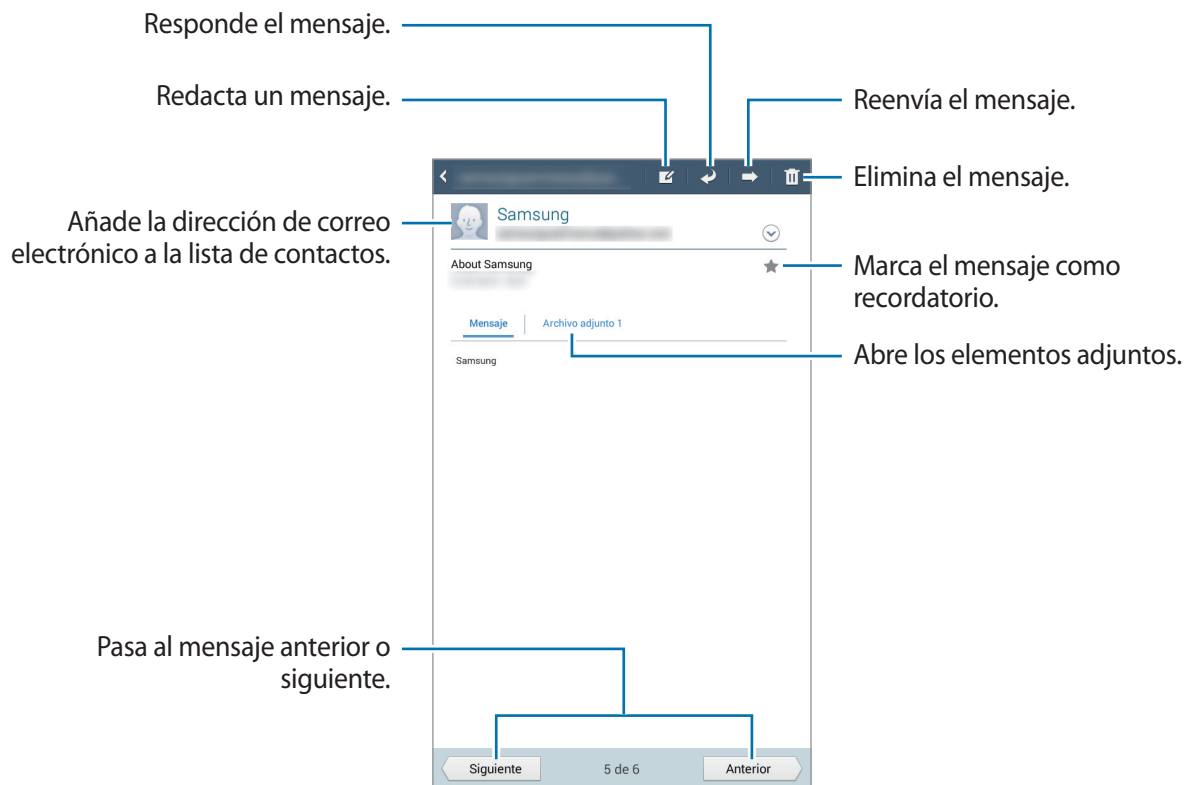 Responde el mensaje.
Redacta un mensaje.
Reenvía el mensaje.
Elimina el mensaje.
Añade la dirección de correo
electrónico a la lista de contactos.
Samsung
About Samsung
Marca el mensaje como
recordatorio.
Mensaje
Archivo adjunto 1
Abre los elementos adjuntos.
Samsung
Pasa al mensaje anterior o
siguiente.
Siguiente
5 de 6
Anterior